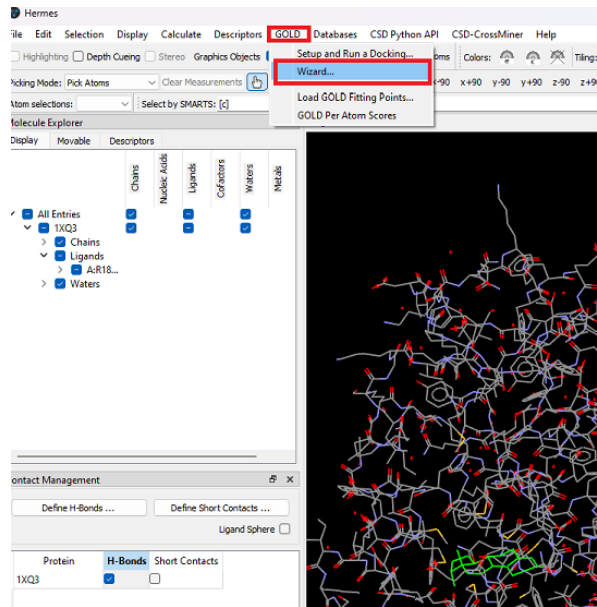 Hermes
File Edit Selection Display Calculate Descriptors GOLD Databases CSD Python API CSD-CrossMiner Help
Highlighting Depth Cueing Stereo Graphics Objects Setup and Run a Docking... oms Colors: Tiling:
Picking Mode: Pick Atoms Clear Measurements Wizard... x-90 x+90 y-90 y+90 z-90 z+9
Atom selections: Select by SMARTS: [c] Load GOLD Fitting Points...
GOLD Per Atom Scores
Molecule Explorer
Display Movable Descriptors
Chains Nucleic Acids Ligands Cofactors Waters Metals
All Entries
1XQ3
Chains
Ligands
A:R18...
Waters
ontact Management
Define H-Bonds ... Define Short Contacts ...
Ligand Sphere
Protein H-Bonds Short Contacts
1XQ3